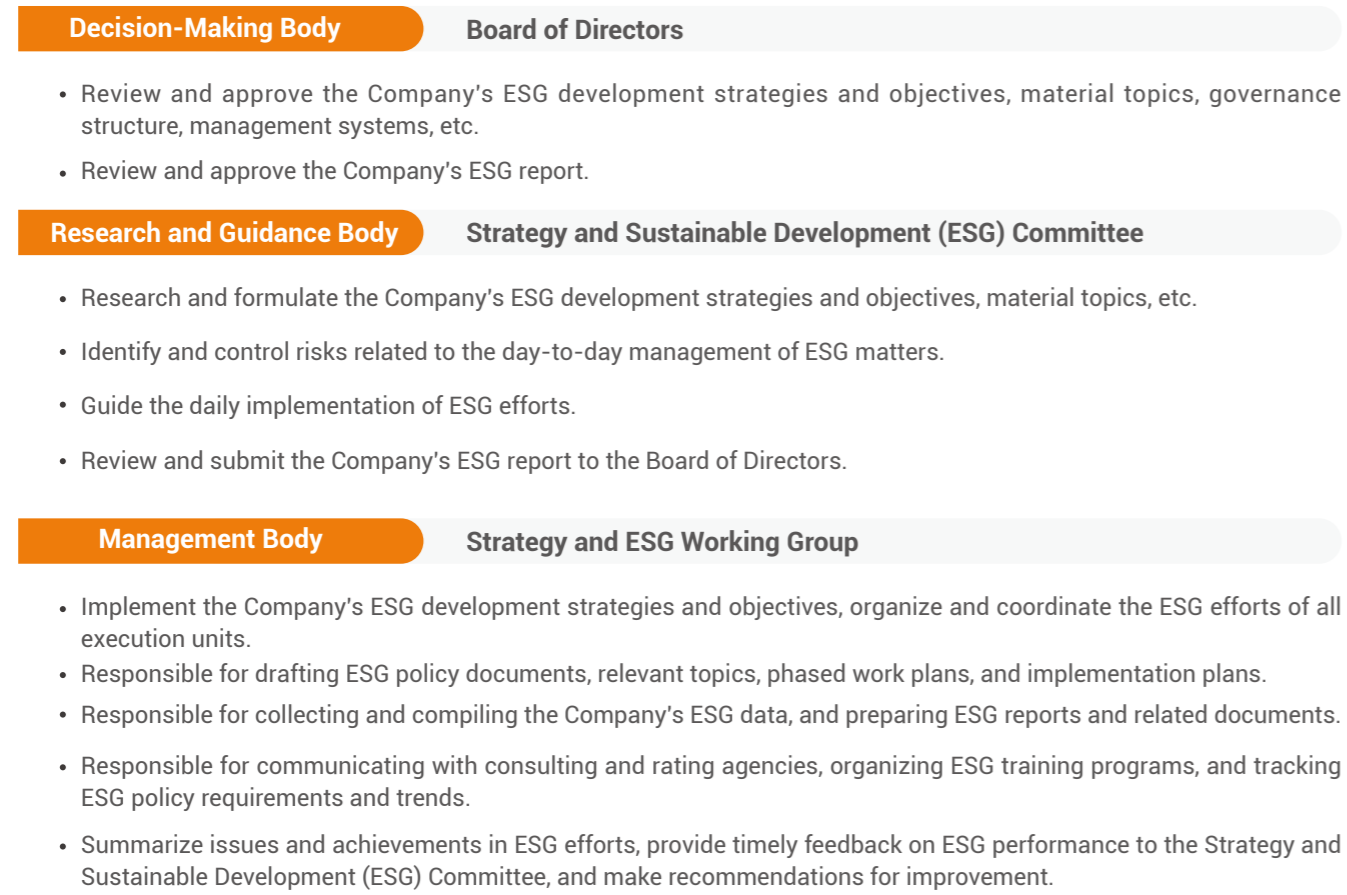 Decision-Making Body Board of Directors
• Review and approve the Company's ESG development strategies and objectives, material topics, governance
structure, management systems, etc.
• Review and approve the Company's ESG report.
Research and Guidance Body Strategy and Sustainable Development (ESG) Committee
• Research and formulate the Company's ESG development strategies and objectives, material topics, etc.
• Identify and control risks related to the day-to-day management of ESG matters.
• Guide the daily implementation of ESG efforts.
• Review and submit the Company's ESG report to the Board of Directors.
Management Body Strategy and ESG Working Group
• Implement the Company's ESG development strategies and objectives, organize and coordinate the ESG efforts of all
execution units.
• Responsible for drafting ESG policy documents, relevant topics, phased work plans, and implementation plans.
• Responsible for collecting and compiling the Company's ESG data, and preparing ESG reports and related documents.
• Responsible for communicating with consulting and rating agencies, organizing ESG training programs, and tracking
ESG policy requirements and trends.
• Summarize issues and achievements in ESG efforts, provide timely feedback on ESG performance to the Strategy and
Sustainable Development (ESG) Committee, and make recommendations for improvement.